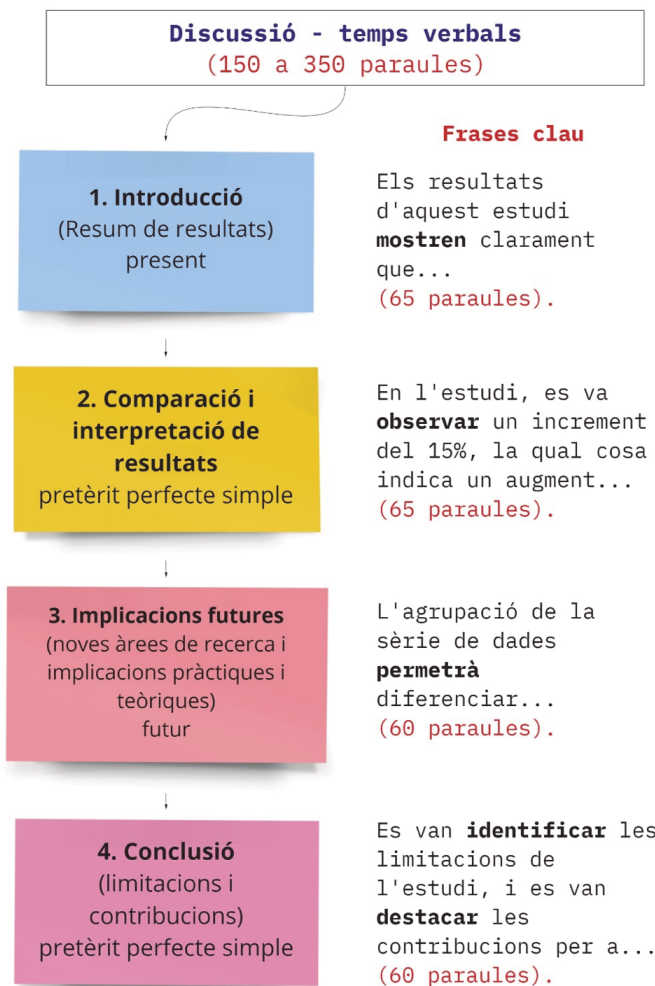 Discussió - temps verbals
(150 a 350 paraules)
Frases clau
1. Introducció
(Resum de resultats)
present
Els resultats
d'aquest estudi
mostren clarament
que...
(65 paraules).
2. Comparació i
interpretació de
resultats
pretèrit perfecte simple
En l'estudi, es va
observar un increment
del 15%, la qual cosa
indica un augment...
(65 paraules).
3. Implicacions futures
(noves àrees de recerca i
implicacions pràctiques i
teòriques)
futur
L'agrupació de la
sèrie de dades
permetrà
diferenciar...
(60 paraules).
4. Conclusió
(limitacions i
contribucions)
pretèrit perfecte simple
Es van identificar les
limitacions de
l'estudi, i es van
destacar les
contribucions per a...
(60 paraules).